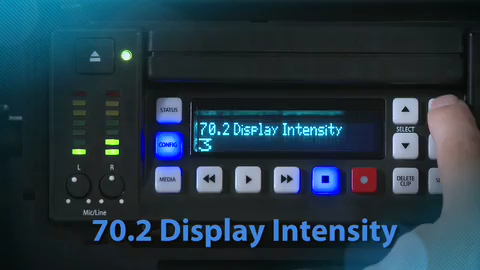 70.2 Display Intensity
3
STATUS
CONFIG
MEDIA
SELECT
DELETE
CLIP
L
R
Mic/Line
70.2 Display Intensity